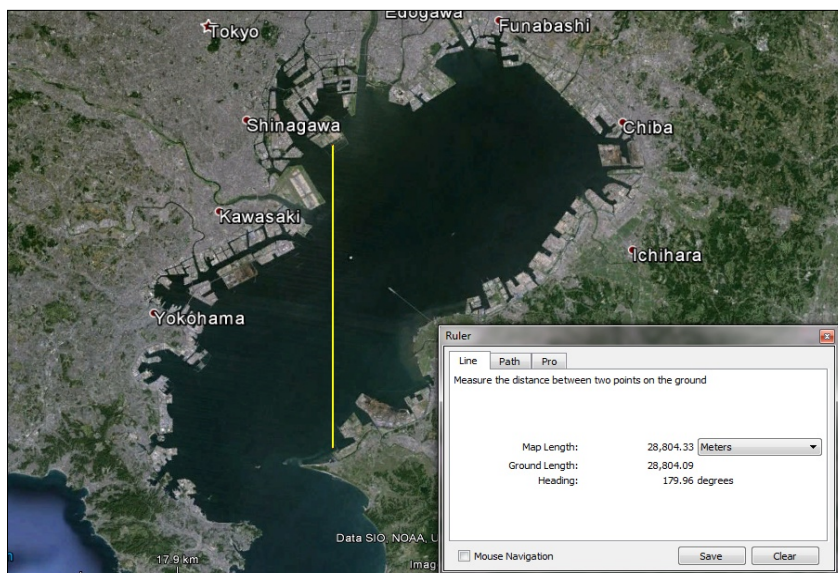 Edogawa
Funabashi
Tokyo
Shinagawa
Chiba
Kawasaki
Ichihara
Yokohama
Data SIO, NOAA, U
17.9 km
Imag
Ruler
Line Path Pro
Measure the distance between two points on the ground
Map Length: 28,804.33 Meters
Ground Length: 28,804.09
Heading: 179.96 degrees
Mouse Navigation Save Clear